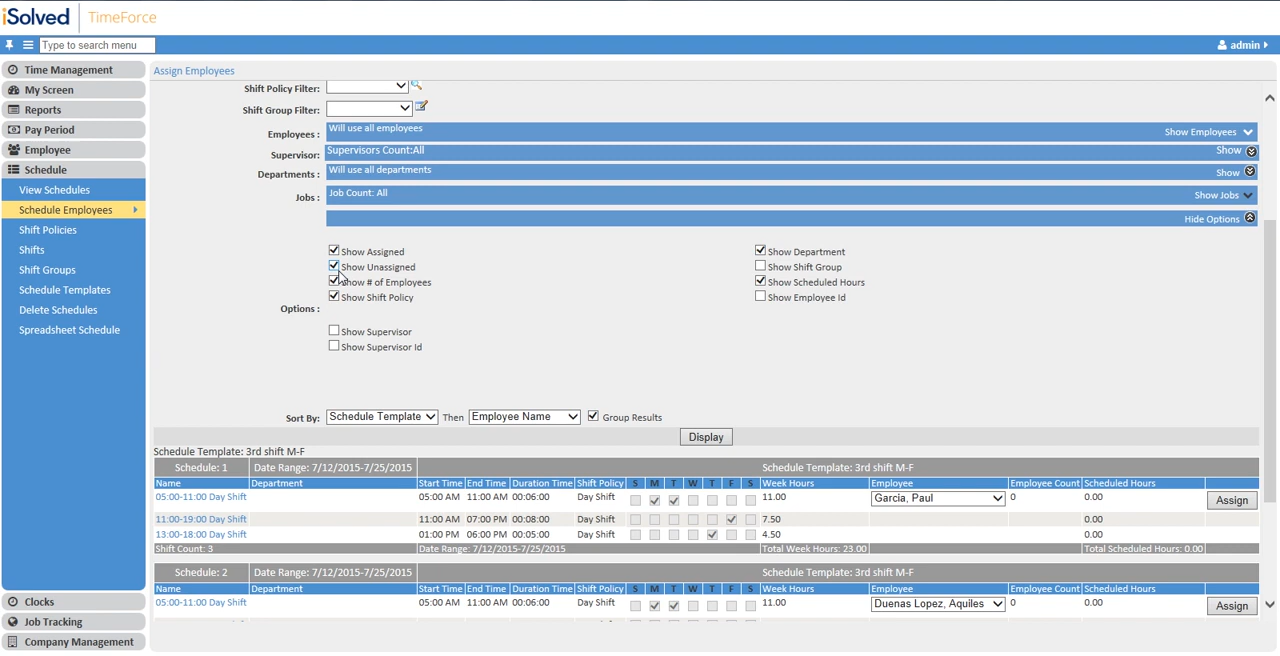 iSolved TimeForce
Type to search menu
admin
Time Management
My Screen
Reports
Pay Period
Employee
Schedule
View Schedules
Schedule Employees
Shift Policies
Shifts
Shift Groups
Schedule Templates
Delete Schedules
Spreadsheet Schedule
Clocks
Job Tracking
Company Management
Assign Employees
Shift Policy Filter:
Shift Group Filter:
Employees : Will use all employees Show Employees
Supervisor: Supervisors Count:All Show
Departments : Will use all departments Show
Jobs : Job Count: All Show Jobs
Hide Options
Options :
Show Assigned Show Department
Show Unassigned Show Shift Group
Show # of Employees Show Scheduled Hours
Show Shift Policy Show Employee Id
Show Supervisor
Show Supervisor Id
Sort By: Schedule Template Then Employee Name Group Results
Display
Schedule Template: 3rd shift M-F
Schedule: 1 Date Range: 7/12/2015-7/25/2015 Schedule Template: 3rd shift M-F
Name Department Start Time End Time Duration Time Shift Policy S M T W T F S Week Hours Employee Employee Count Scheduled Hours
05:00-11:00 Day Shift 05:00 AM 11:00 AM 00:06:00 Day Shift 11.00 Garcia, Paul 0 0.00 Assign
11:00-19:00 Day Shift 11:00 AM 07:00 PM 00:08:00 Day Shift 7.50 0.00
13:00-18:00 Day Shift 01:00 PM 06:00 PM 00:05:00 Day Shift 4.50 0.00
Shift Count: 3 Date Range: 7/12/2015-7/25/2015 Total Week Hours: 23.00 Total Scheduled Hours: 0.00
Schedule: 2 Date Range: 7/12/2015-7/25/2015 Schedule Template: 3rd shift M-F
Name Department Start Time End Time Duration Time Shift Policy S M T W T F S Week Hours Employee Employee Count Scheduled Hours
05:00-11:00 Day Shift 05:00 AM 11:00 AM 00:06:00 Day Shift 11.00 Duenas Lopez, Aquiles 0 0.00 Assign